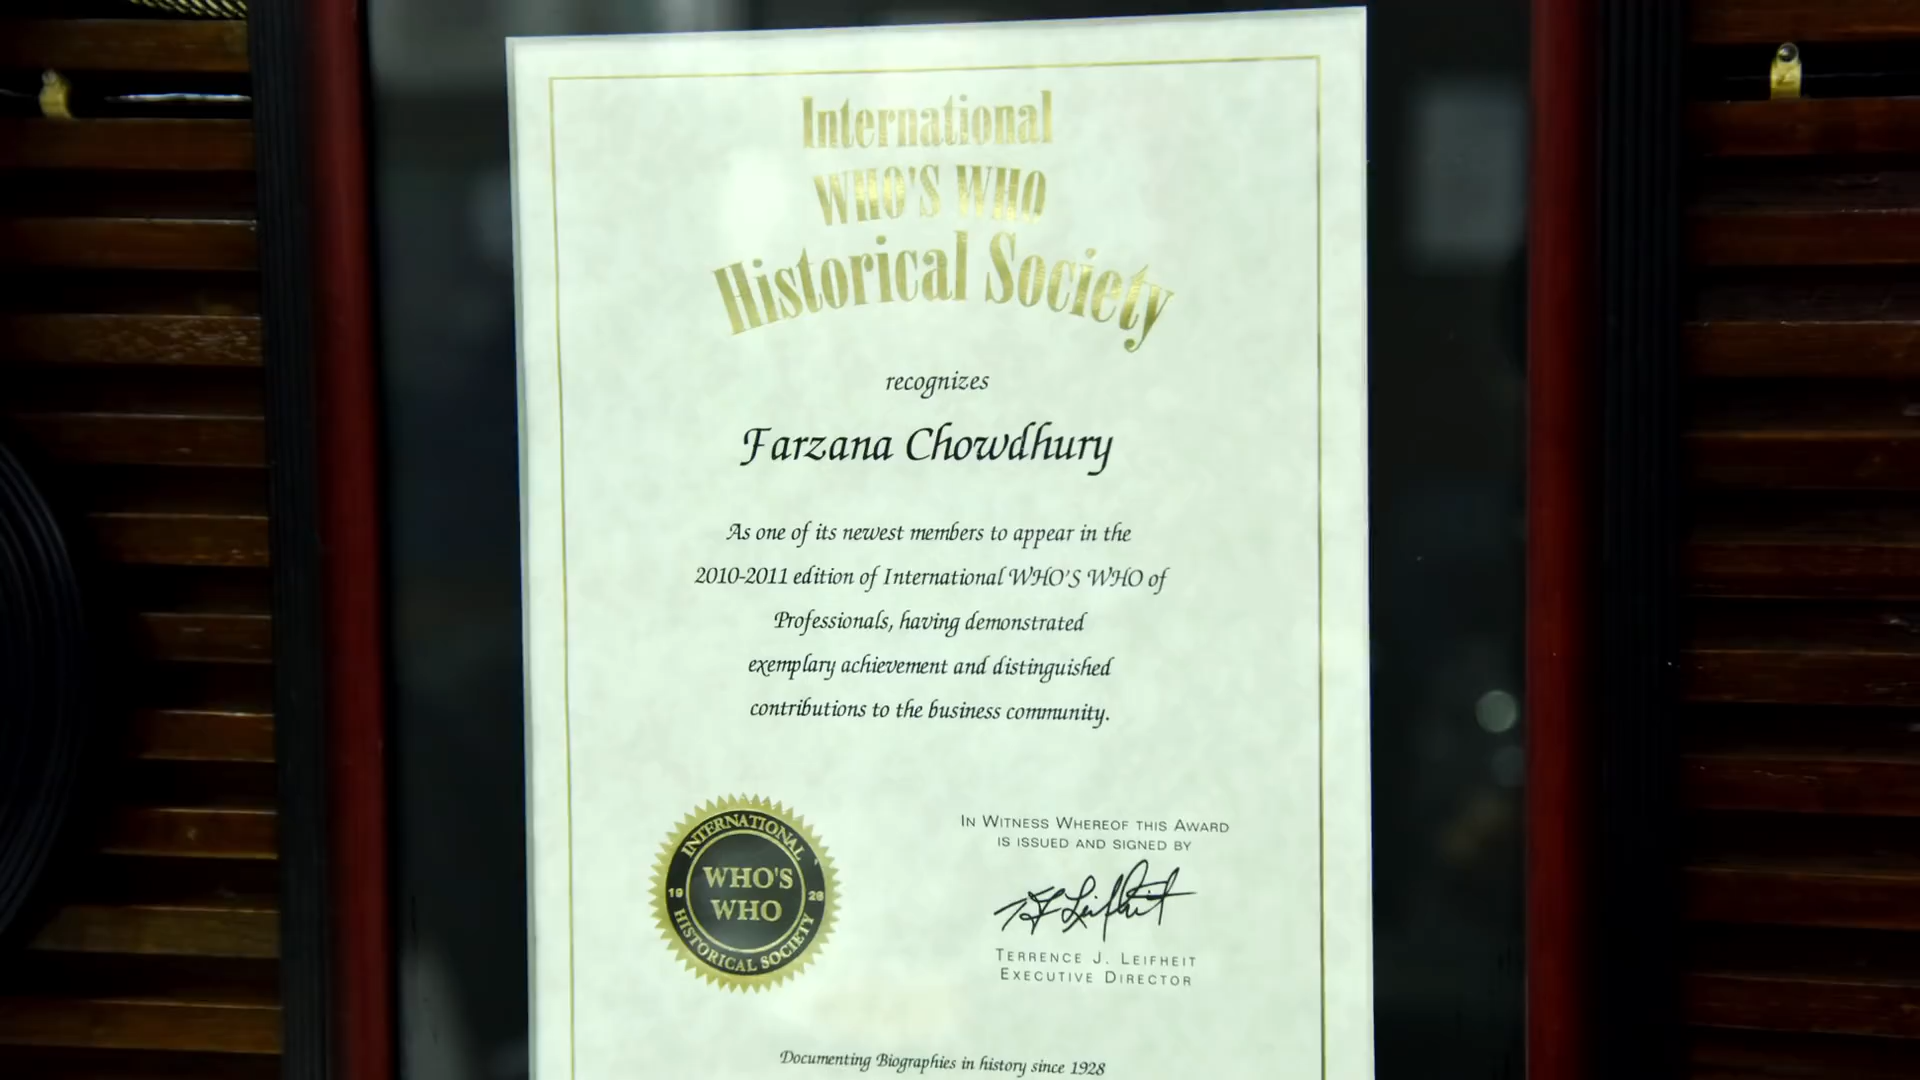 International
WHO'S WHO
Historical Society
recognizes
Farzana Chowdhury
As one of its newest members to appear in the
2010-2011 edition of International WHO'S WHO of
Professionals, having demonstrated
exemplary achievement and distinguished
contributions to the business community.
INTERNATIONAL
WHO'S
WHO
19 28
HISTORICAL SOCIETY
IN WITNESS WHEREOF THIS AWARD
IS ISSUED AND SIGNED BY
TJ Leifheit
TERRENCE J. LEIFHEIT
EXECUTIVE DIRECTOR
Documenting Biographies in history since 1928